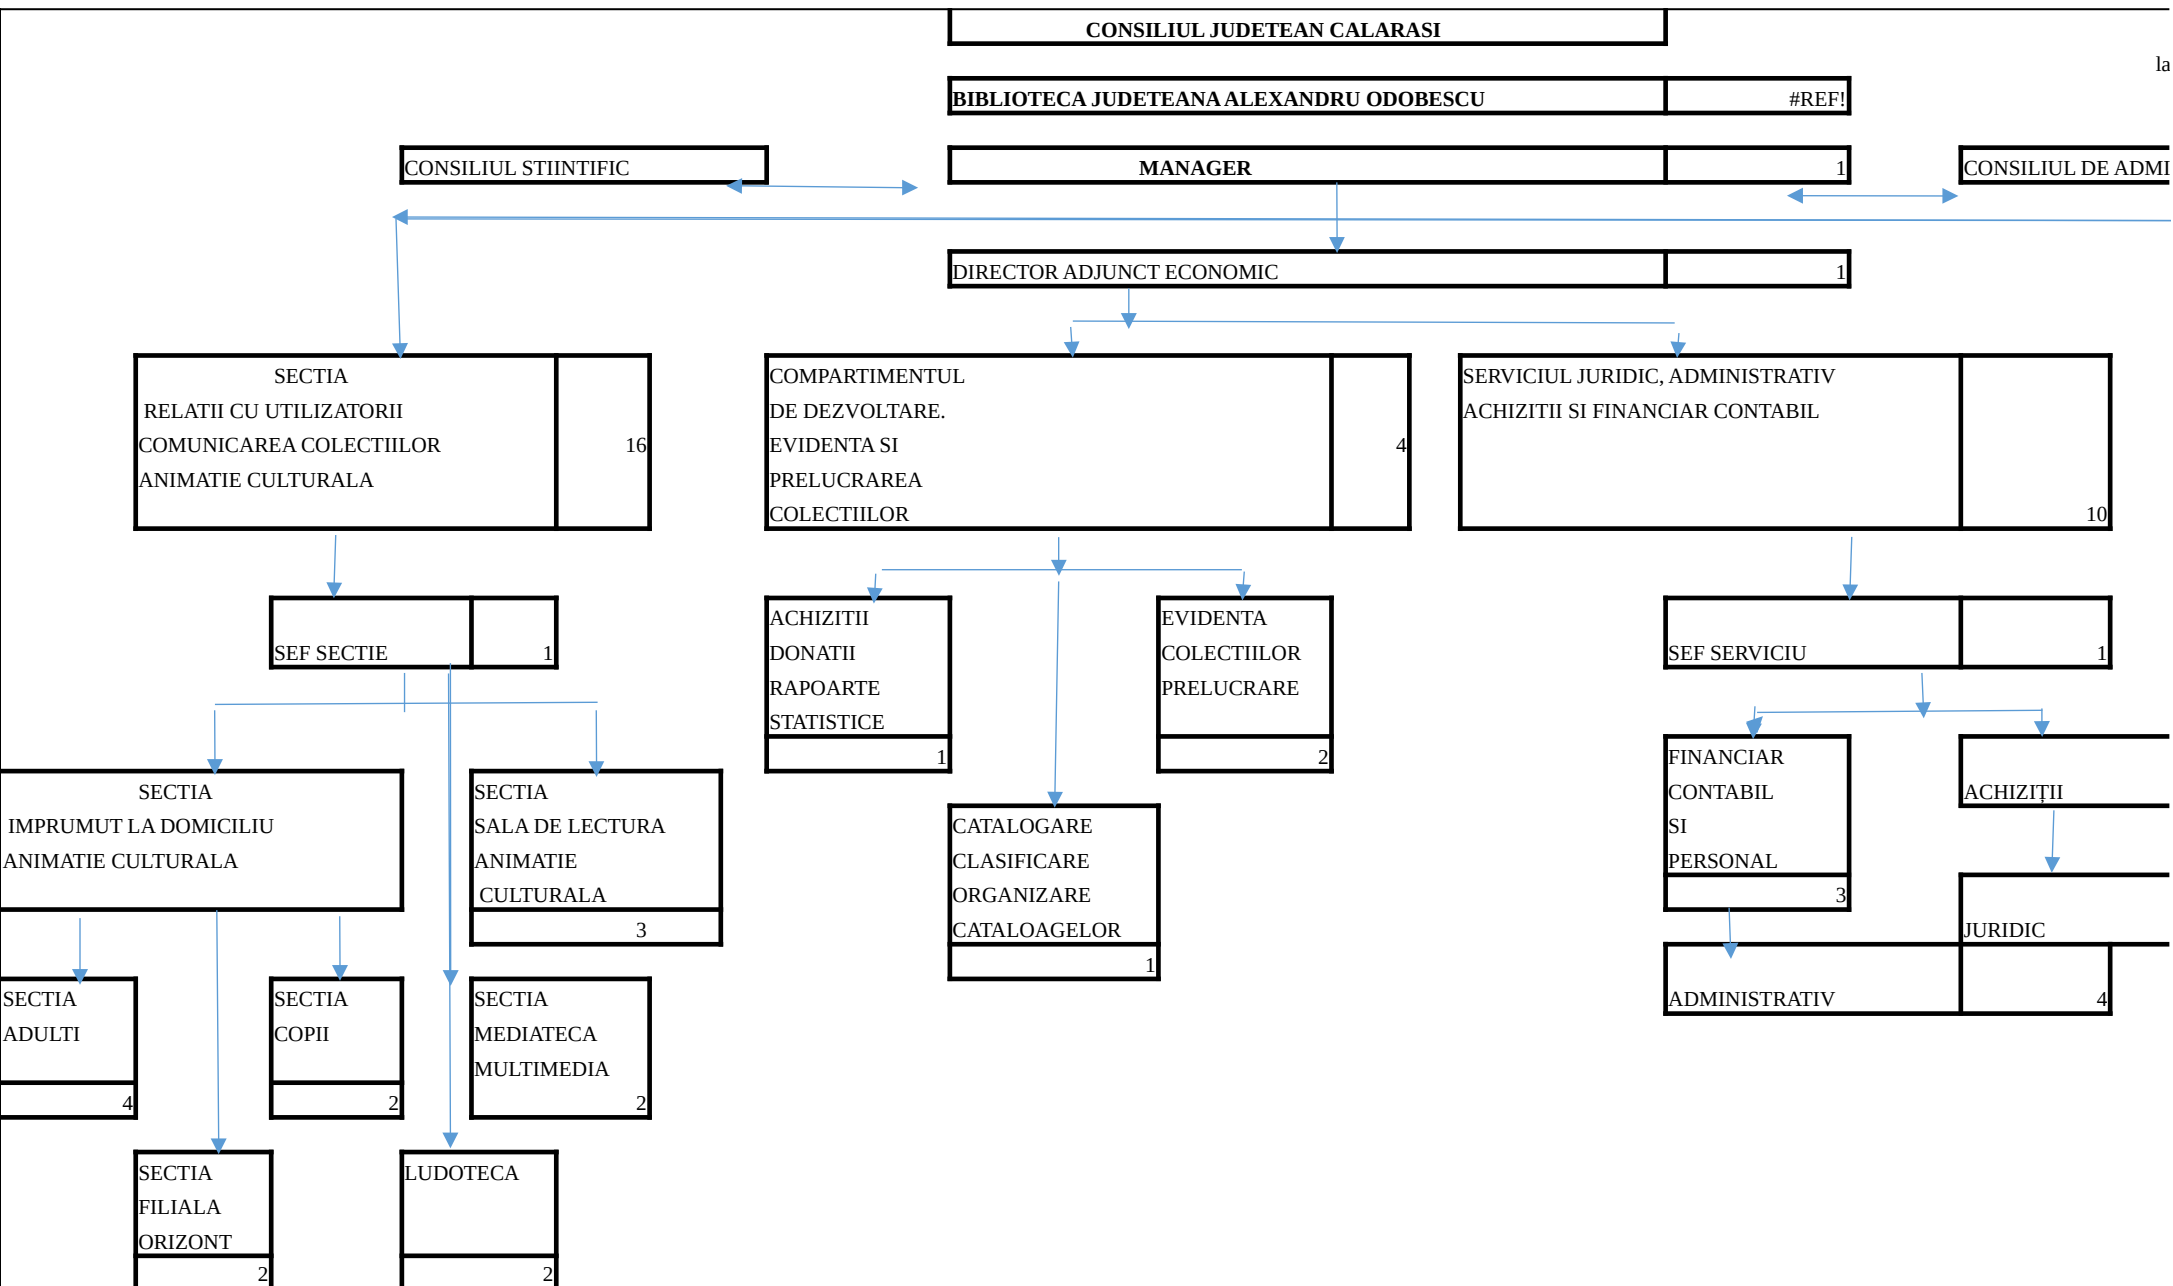 CONSILIUL JUDETEAN CALARASI
la
BIBLIOTECA JUDETEANA ALEXANDRU ODOBESCU #REF!
CONSILIUL STIINTIFIC
MANAGER 1
CONSILIUL DE ADMI
DIRECTOR ADJUNCT ECONOMIC 1
SECTIA
RELATII CU UTILIZATORII
COMUNICAREA COLECTIILOR 16
ANIMATIE CULTURALA
COMPARTIMENTUL
DE DEZVOLTARE.
EVIDENTA SI 4
PRELUCRAREA
COLECTIILOR
SERVICIUL JURIDIC, ADMINISTRATIV
ACHIZITII SI FINANCIAR CONTABIL
10
SEF SECTIE 1
ACHIZITII
DONATII
RAPOARTE
STATISTICE
1
EVIDENTA
COLECTIILOR
PRELUCRARE
2
SEF SERVICIU 1
SECTIA
IMPRUMUT LA DOMICILIU
ANIMATIE CULTURALA
SECTIA
SALA DE LECTURA
ANIMATIE
CULTURALA
3
CATALOGARE
CLASIFICARE
ORGANIZARE
CATALOAGELOR
1
FINANCIAR
CONTABIL
SI
PERSONAL
3
ACHIZIȚII
JURIDIC
ADMINISTRATIV 4
SECTIA
ADULTI
4
SECTIA
COPII
2
SECTIA
MEDIATECA
MULTIMEDIA
2
SECTIA
FILIALA
ORIZONT
2
LUDOTECA
2